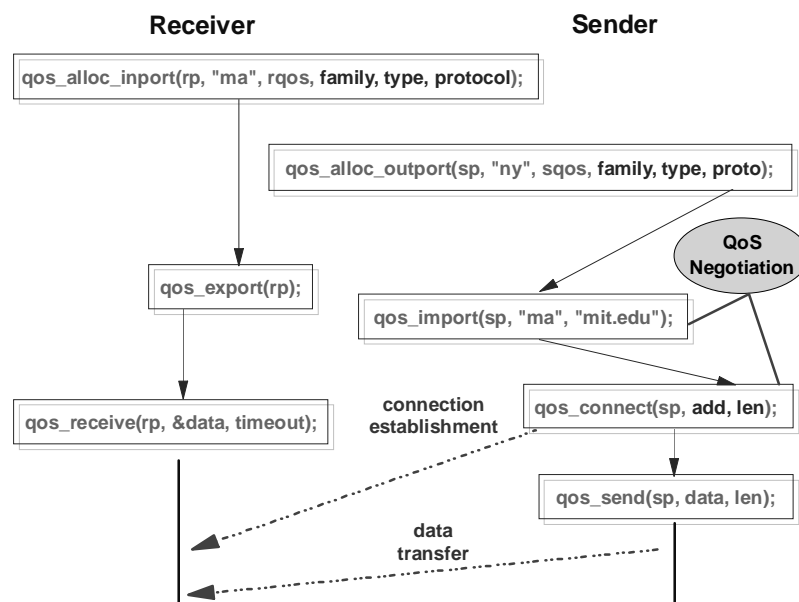 Receiver
Sender
qos_alloc_inport(rp, "ma", rqos, family, type, protocol);
qos_alloc_outport(sp, "ny", sqos, family, type, proto);
QoS
Negotiation
qos_export(rp);
qos_import(sp, "ma", "mit.edu");
qos_receive(rp, &data, timeout);
connection
establishment
qos_connect(sp, add, len);
qos_send(sp, data, len);
data
transfer